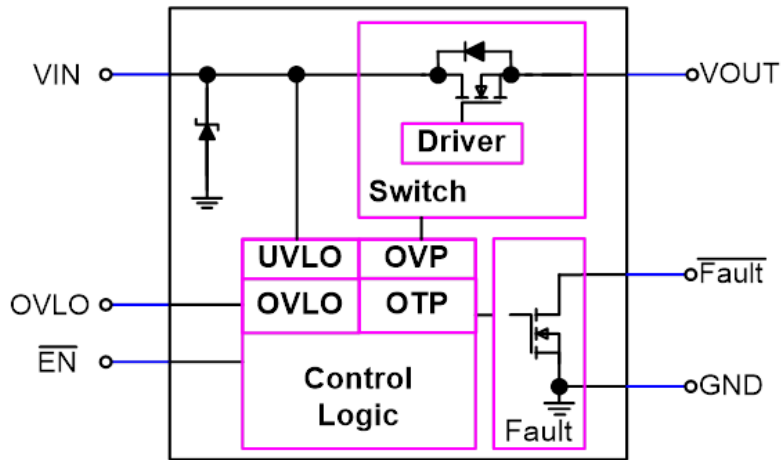 VIN
VOUT
Driver
Switch
UVLO
OVP
OVLO
OVLO
OTP
Fault
EN
Control
Logic
GND
Fault